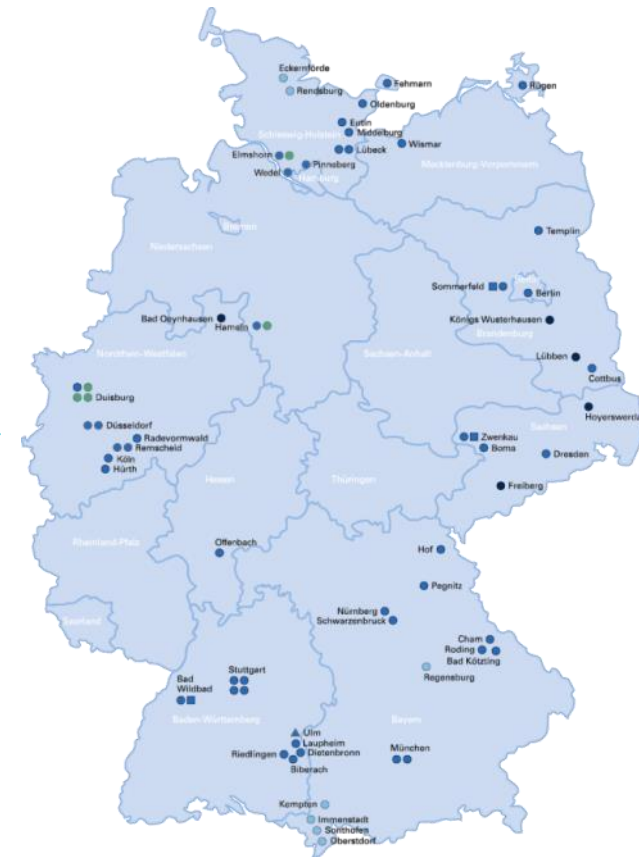 Eckernförde
Rendsburg
Fehmarn
Rügen
Oldenburg
Eutin
Schleswig-Holstein
Middelburg
Lübeck
Wismar
Elmshorn
Pinneberg
Mecklenburg-Vorpommern
Wedel
Hamburg
Bremen
Templin
Niedersachsen
Berlin
Sommerfeld
Berlin
Bad Oeynhausen
Königs Wusterhausen
Hameln
Brandenburg
Nordrhein-Westfalen
Sachsen-Anhalt
Lübben
Cottbus
Duisburg
Hoyerswerda
Düsseldorf
Sachsen
Radevormwald
Zwenkau
Remscheid
Borna
Köln
Dresden
Hürth
Hessen
Thüringen
Freiberg
Rheinland-Pfalz
Offenbach
Hof
Pegnitz
Nürnberg
Schwarzenbruck
Saarland
Cham
Roding
Bad Kötzting
Stuttgart
Regensburg
Bad
Wildbad
Baden-Württemberg
Bayern
Ulm
Laupheim
Riedlingen
Dietenbronn
München
Biberach
Kempten
Immenstadt
Sonthofen
Oberstdorf